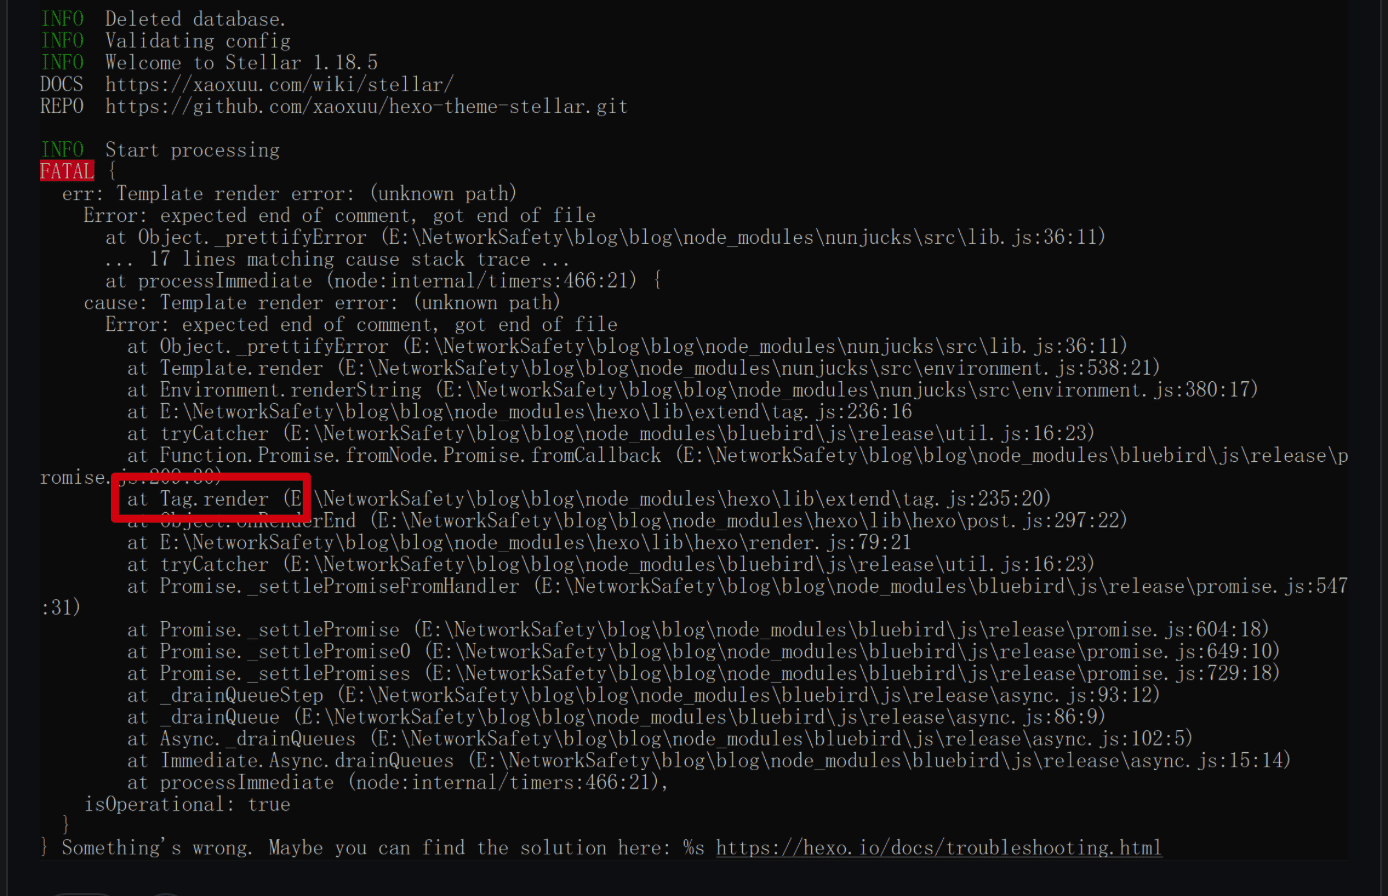 INFO  Deleted database.
INFO  Validating config
INFO  Welcome to Stellar 1.18.5
DOCS  https://xaoxuu.com/wiki/stellar/
REPO  https://github.com/xaoxuu/hexo-theme-stellar.git
INFO  Start processing
FATAL {
err: Template render error: (unknown path)
Error: expected end of comment, got end of file
at Object._prettifyError (E:\NetworkSafety\blog\blog\node_modules\nunjucks\src\lib.js:36:11)
... 17 lines matching cause stack trace ...
at processImmediate (node:internal/timers:466:21) {
cause: Template render error: (unknown path)
Error: expected end of comment, got end of file
at Object._prettifyError (E:\NetworkSafety\blog\blog\node_modules\nunjucks\src\lib.js:36:11)
at Template.render (E:\NetworkSafety\blog\blog\node_modules\nunjucks\src\environment.js:538:21)
at Environment.renderString (E:\NetworkSafety\blog\blog\node_modules\nunjucks\src\environment.js:380:17)
at E:\NetworkSafety\blog\blog\node_modules\hexo\lib\extend\tag.js:236:16
at tryCatcher (E:\NetworkSafety\blog\blog\node_modules\bluebird\js\release\util.js:16:23)
at Function.Promise.fromNode.Promise.fromCallback (E:\NetworkSafety\blog\blog\node_modules\bluebird\js\release\p
romise.js:209:30)
at Tag.render (E:\NetworkSafety\blog\blog\node_modules\hexo\lib\extend\tag.js:235:20)
at Object.onRenderEnd (E:\NetworkSafety\blog\blog\node_modules\hexo\lib\hexo\post.js:297:22)
at E:\NetworkSafety\blog\blog\node_modules\hexo\lib\hexo\render.js:79:21
at tryCatcher (E:\NetworkSafety\blog\blog\node_modules\bluebird\js\release\util.js:16:23)
at Promise._settlePromiseFromHandler (E:\NetworkSafety\blog\blog\node_modules\bluebird\js\release\promise.js:547
:31)
at Promise._settlePromise (E:\NetworkSafety\blog\blog\node_modules\bluebird\js\release\promise.js:604:18)
at Promise._settlePromise0 (E:\NetworkSafety\blog\blog\node_modules\bluebird\js\release\promise.js:649:10)
at Promise._settlePromises (E:\NetworkSafety\blog\blog\node_modules\bluebird\js\release\promise.js:729:18)
at _drainQueueStep (E:\NetworkSafety\blog\blog\node_modules\bluebird\js\release\async.js:93:12)
at _drainQueue (E:\NetworkSafety\blog\blog\node_modules\bluebird\js\release\async.js:86:9)
at Async._drainQueues (E:\NetworkSafety\blog\blog\node_modules\bluebird\js\release\async.js:102:5)
at Immediate.Async.drainQueues (E:\NetworkSafety\blog\blog\node_modules\bluebird\js\release\async.js:15:14)
at processImmediate (node:internal/timers:466:21),
isOperational: true
}
} Something's wrong. Maybe you can find the solution here: %s https://hexo.io/docs/troubleshooting.html